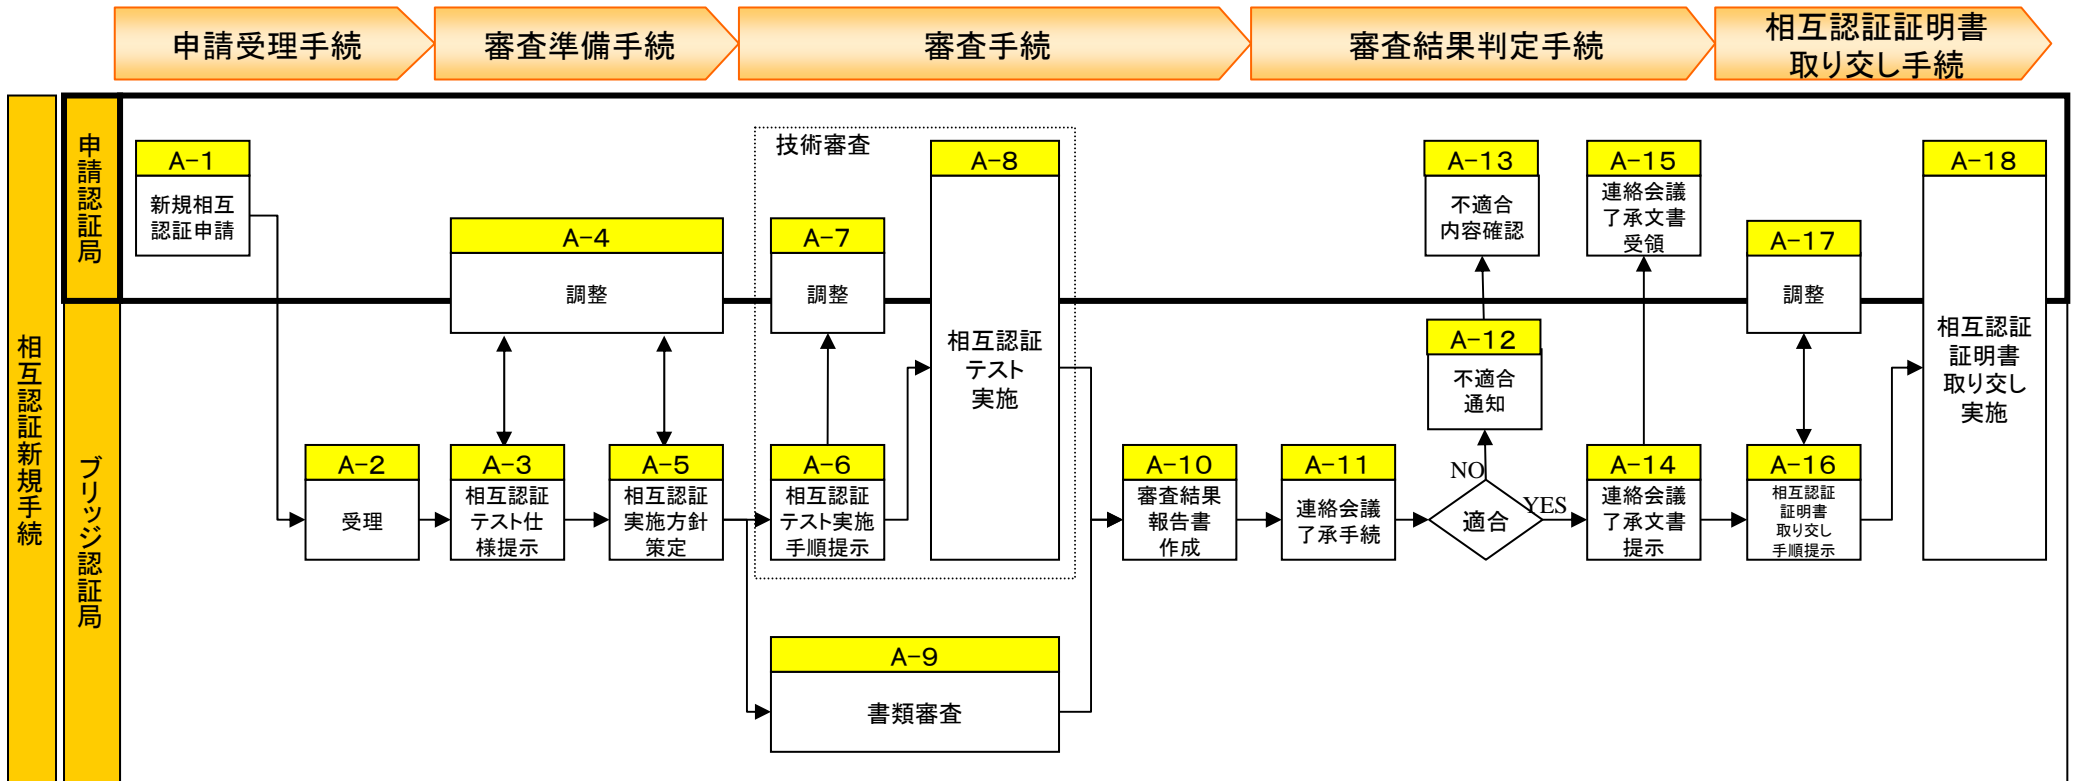 申請受理手続
審査準備手続
審査手続
審査結果判定手続
相互認証証明書
取り交し手続
相互認証新規手続
申請認証局
ブリッジ認証局
A-1
新規相互
認証申請
A-2
受理
A-3
相互認証
テスト仕
様提示
A-4
調整
A-5
相互認証
実施方針
策定
技術審査
A-6
相互認証
テスト実施
手順提示
A-7
調整
A-8
相互認証
テスト
実施
A-9
書類審査
A-10
審査結果
報告書
作成
A-11
連絡会議
了承手続
適合
NO
YES
A-12
不適合
通知
A-13
不適合
内容確認
A-14
連絡会議
了承文書
提示
A-15
連絡会議
了承文書
受領
A-16
相互認証
証明書
取り交し
手順提示
A-17
調整
A-18
相互認証
証明書
取り交し
実施